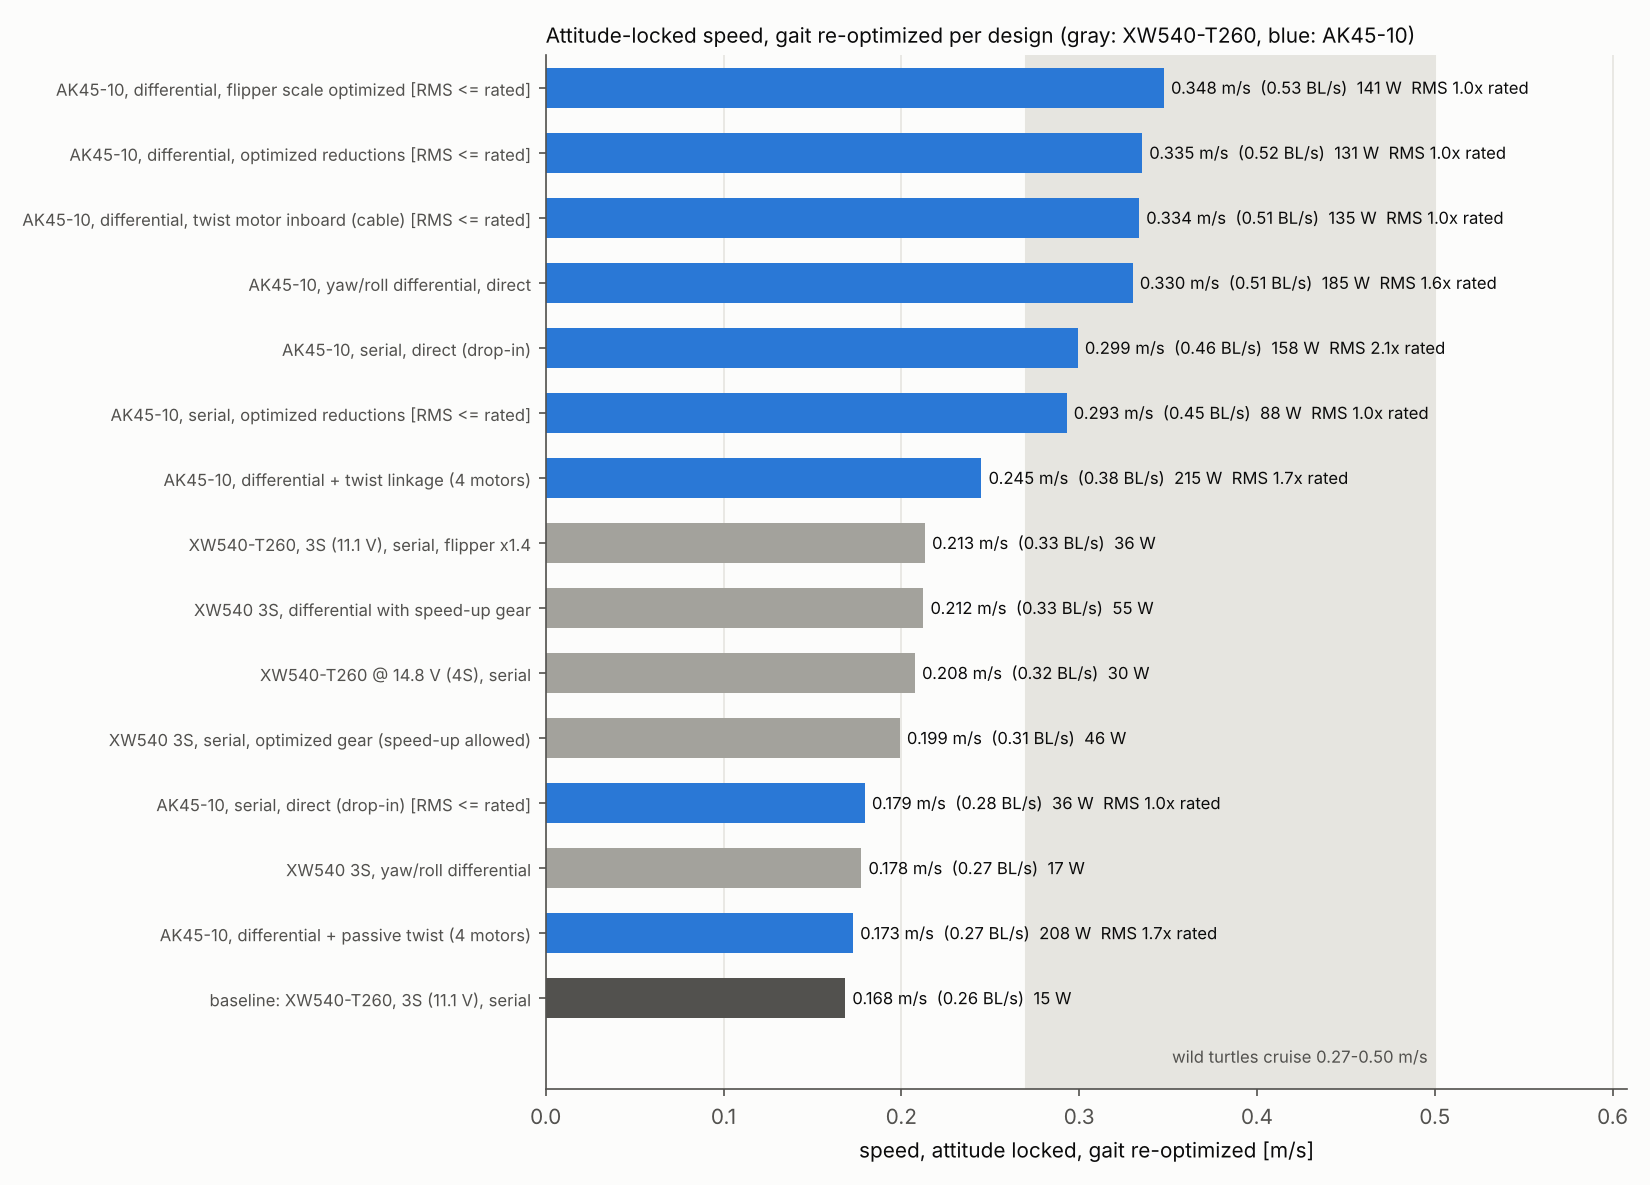 Attitude-locked speed, gait re-optimized per design (gray: XW540-T260, blue: AK45-10)
AK45-10, differential, flipper scale optimized [RMS <= rated] 0.348 m/s (0.53 BL/s) 141 W RMS 1.0x rated
AK45-10, differential, optimized reductions [RMS <= rated] 0.335 m/s (0.52 BL/s) 131 W RMS 1.0x rated
AK45-10, differential, twist motor inboard (cable) [RMS <= rated] 0.334 m/s (0.51 BL/s) 135 W RMS 1.0x rated
AK45-10, yaw/roll differential, direct 0.330 m/s (0.51 BL/s) 185 W RMS 1.6x rated
AK45-10, serial, direct (drop-in) 0.299 m/s (0.46 BL/s) 158 W RMS 2.1x rated
AK45-10, serial, optimized reductions [RMS <= rated] 0.293 m/s (0.45 BL/s) 88 W RMS 1.0x rated
AK45-10, differential + twist linkage (4 motors) 0.245 m/s (0.38 BL/s) 215 W RMS 1.7x rated
XW540-T260, 3S (11.1 V), serial, flipper x1.4 0.213 m/s (0.33 BL/s) 36 W
XW540 3S, differential with speed-up gear 0.212 m/s (0.33 BL/s) 55 W
XW540-T260 @ 14.8 V (4S), serial 0.208 m/s (0.32 BL/s) 30 W
XW540 3S, serial, optimized gear (speed-up allowed) 0.199 m/s (0.31 BL/s) 46 W
AK45-10, serial, direct (drop-in) [RMS <= rated] 0.179 m/s (0.28 BL/s) 36 W RMS 1.0x rated
XW540 3S, yaw/roll differential 0.178 m/s (0.27 BL/s) 17 W
AK45-10, differential + passive twist (4 motors) 0.173 m/s (0.27 BL/s) 208 W RMS 1.7x rated
baseline: XW540-T260, 3S (11.1 V), serial 0.168 m/s (0.26 BL/s) 15 W
wild turtles cruise 0.27-0.50 m/s
0.0 0.1 0.2 0.3 0.4 0.5 0.6
speed, attitude locked, gait re-optimized [m/s]